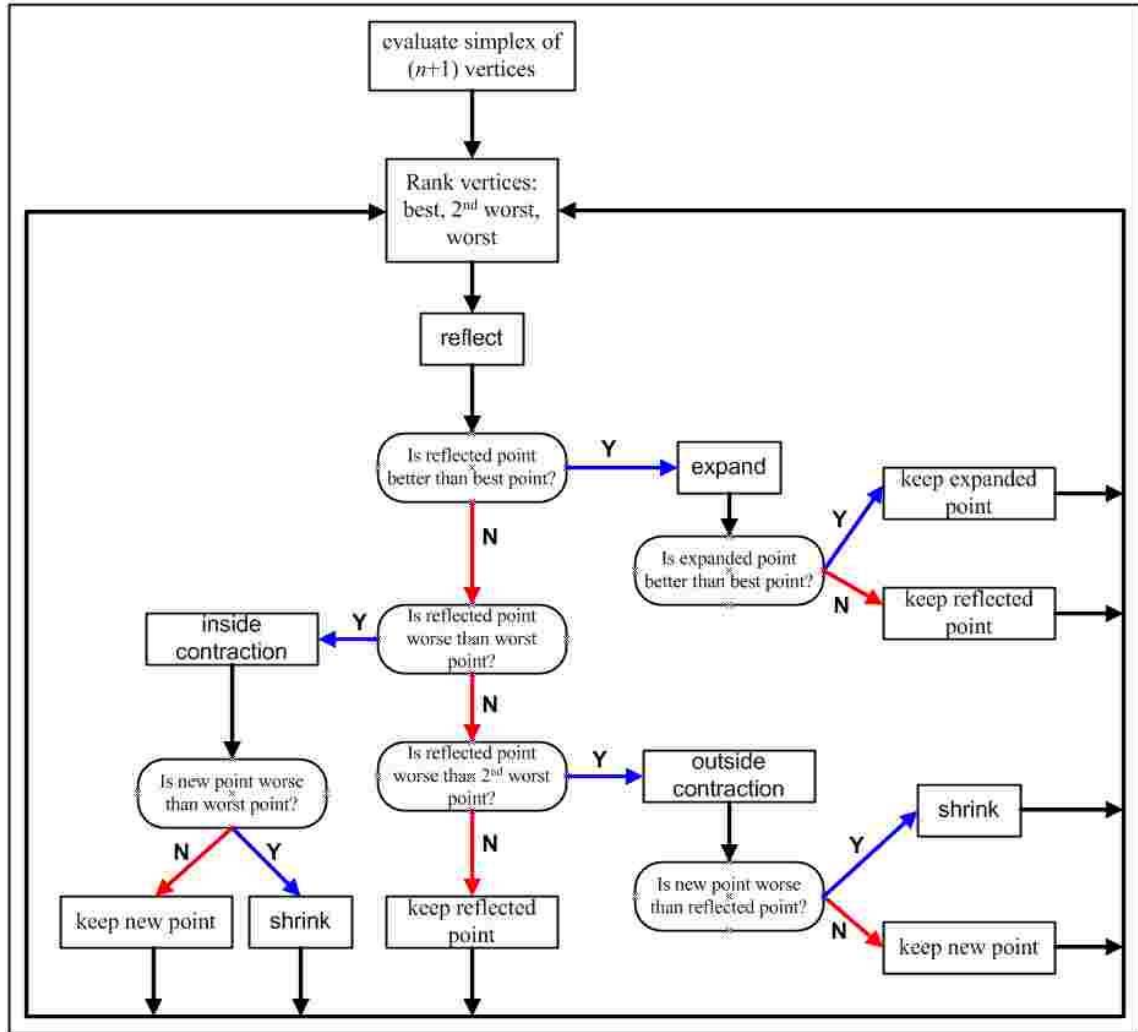 evaluate simplex of
(n+1) vertices
Rank vertices:
best, 2nd worst,
worst
reflect
Is reflected point
better than best point?
Y
expand
keep expanded
point
Y
N
Is expanded point
better than best point?
N
keep reflected
point
inside
contraction
Y
Is reflected point
worse than worst
point?
N
Is reflected point
worse than 2nd worst
point?
Y
outside
contraction
Is new point worse
than worst point?
shrink
N
Y
N
Y
Is new point worse
than reflected point?
keep new point
shrink
keep reflected
point
N
keep new point